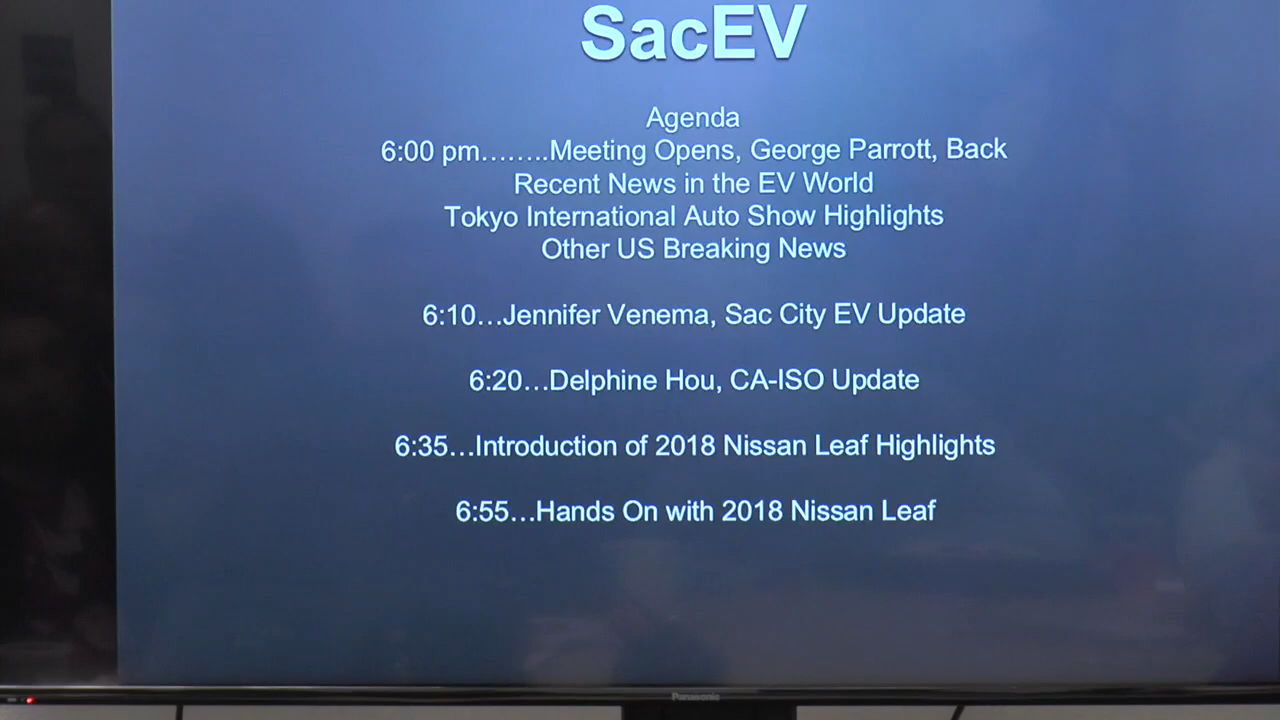 SacEV
Agenda
6:00 pm……..Meeting Opens, George Parrott, Back
Recent News in the EV World
Tokyo International Auto Show Highlights
Other US Breaking News
6:10…Jennifer Venema, Sac City EV Update
6:20…Delphine Hou, CA-ISO Update
6:35…Introduction of 2018 Nissan Leaf Highlights
6:55…Hands On with 2018 Nissan Leaf
Panasonic